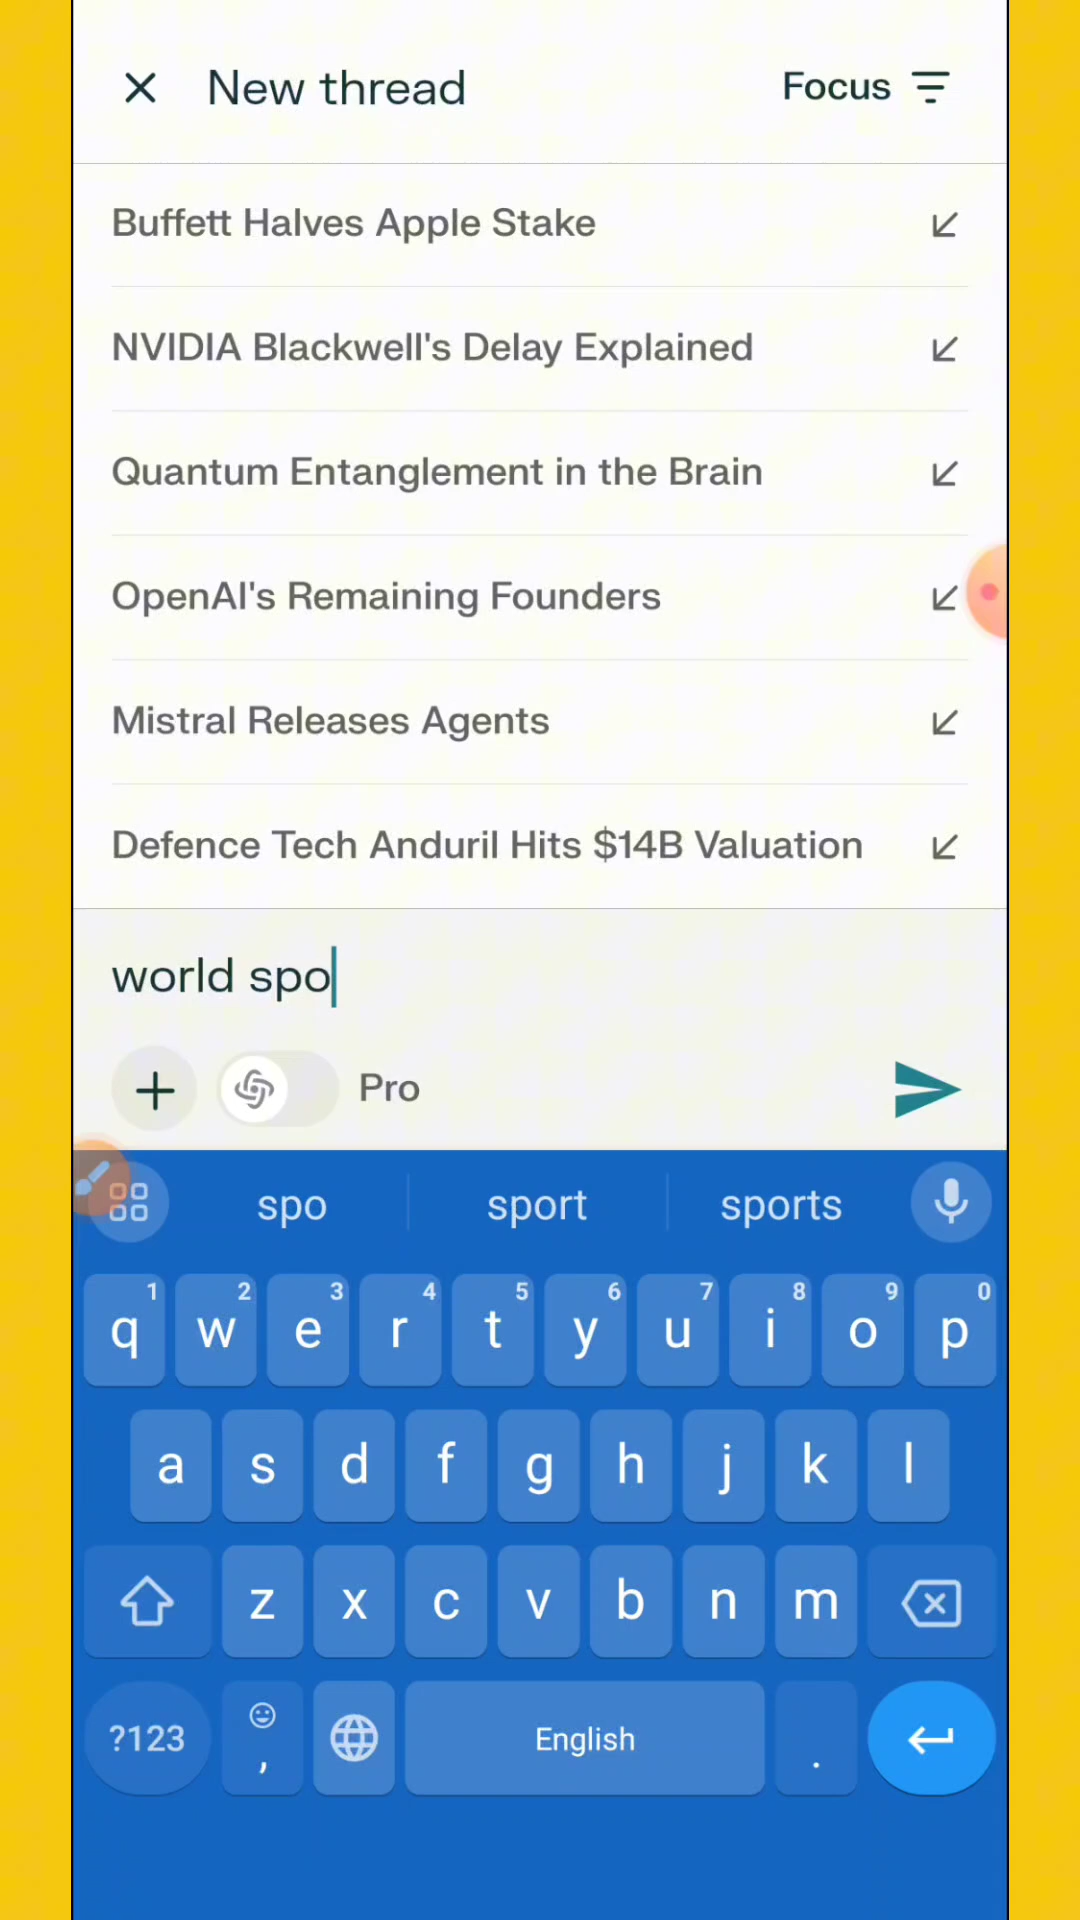 New thread
Focus
Buffett Halves Apple Stake
NVIDIA Blackwell's Delay Explained
Quantum Entanglement in the Brain
OpenAI's Remaining Founders
Mistral Releases Agents
Defence Tech Anduril Hits $14B Valuation
world spo
Pro
spo sport sports
1 2 3 4 5 6 7 8 9 0
q w e r t y u i o p
a s d f g h j k l
z x c v b n m
?123 , English .